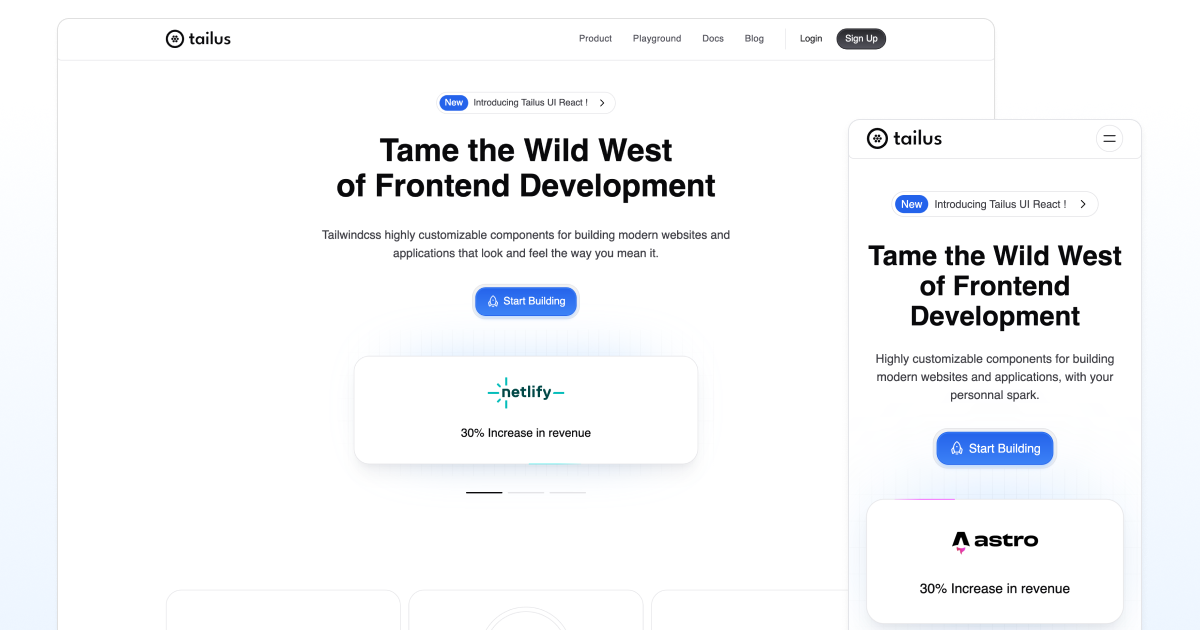 tailus
Product Playground Docs Blog Login Sign Up
New Introducing Tailus UI React !
Tame the Wild West
of Frontend Development
Tailwindcss highly customizable components for building modern websites and
applications that look and feel the way you mean it.
Start Building
netlify
30% Increase in revenue
tailus
New Introducing Tailus UI React !
Tame the Wild West
of Frontend
Development
Highly customizable components for building
modern websites and applications, with your
personnal spark.
Start Building
astro
30% Increase in revenue